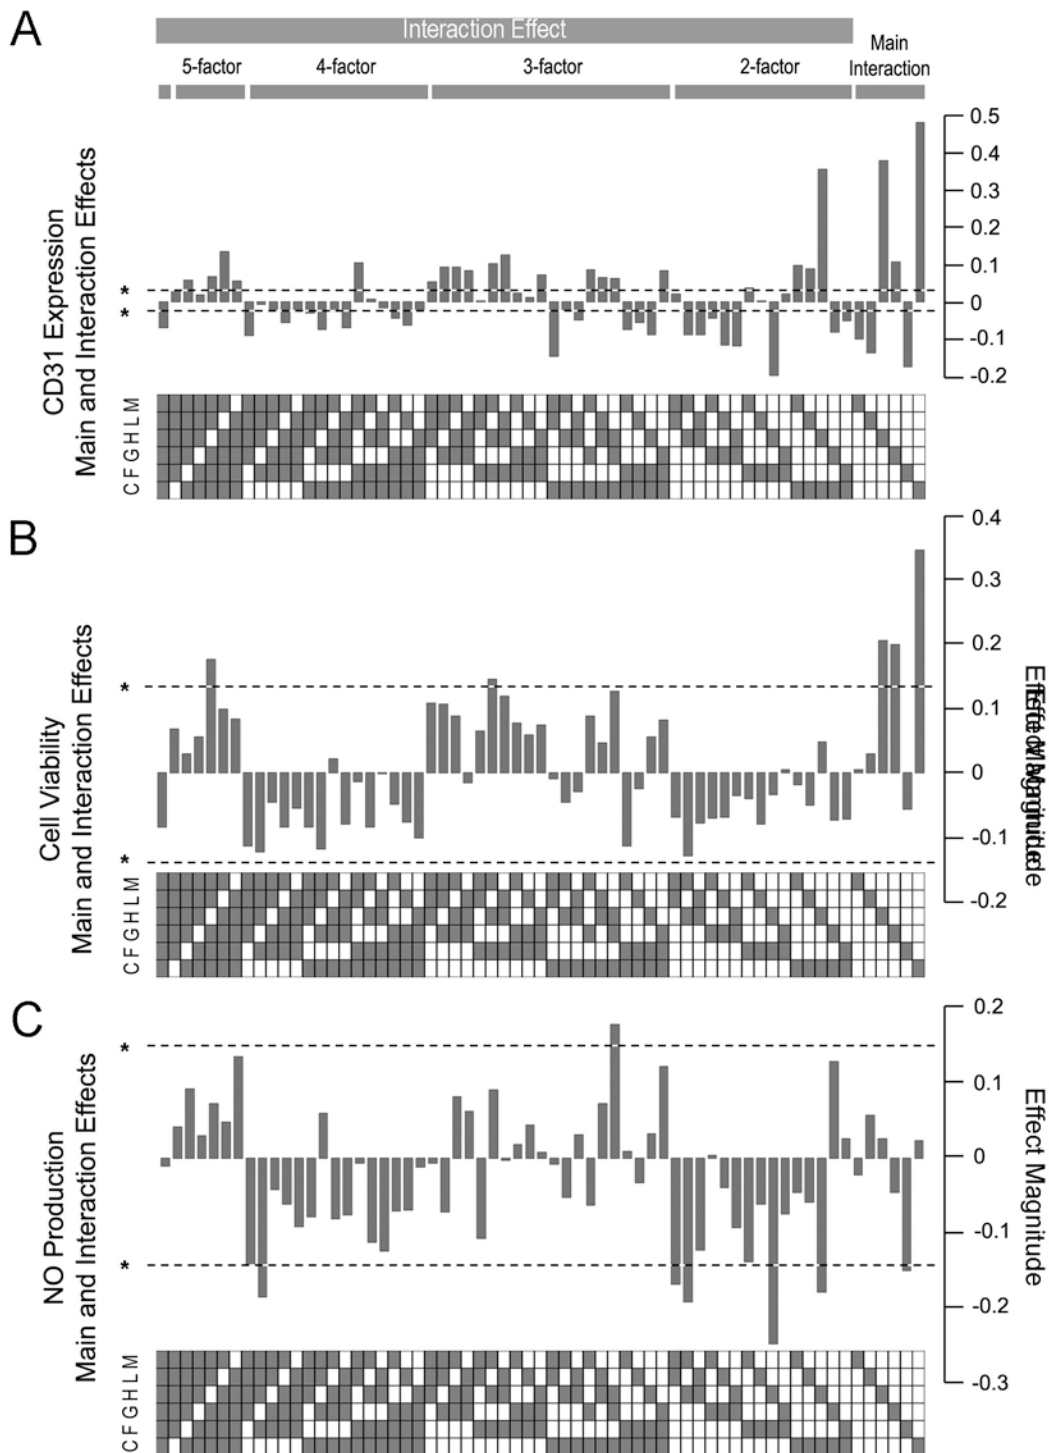 A
Interaction Effect
5-factor 4-factor 3-factor 2-factor
Main
Interaction
CD31 Expression
Main and Interaction Effects
*
*
0.5
0.4
0.3
0.2
0.1
0
-0.1
-0.2
C F G H L M
B
Cell Viability
Main and Interaction Effects
*
*
0.4
0.3
0.2
0.1
0
-0.1
-0.2
Effect Magnitude
C F G H L M
C
NO Production
Main and Interaction Effects
*
*
0.2
0.1
0
-0.1
-0.2
-0.3
Effect Magnitude
C F G H L M